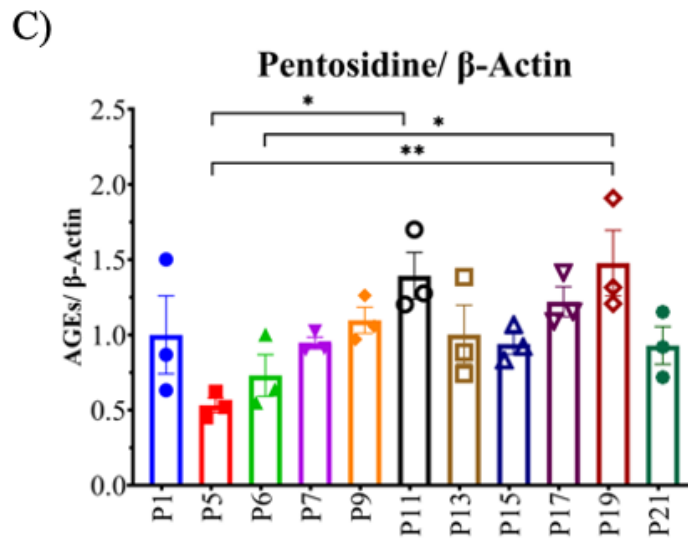 C)
Pentosidine/ β-Actin
*
*
**
AGEs/ β-Actin
2.5
2.0
1.5
1.0
0.5
0.0
P1 P5 P6 P7 P9 P11 P13 P15 P17 P19 P21